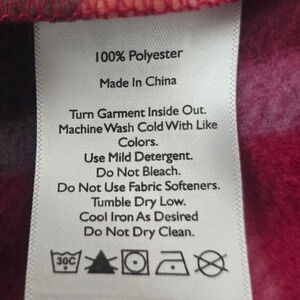 100% Polyester
Made In China
Turn Garment Inside Out.
Machine Wash Cold With Like
Colors.
Use Mild Detergent.
Do Not Bleach.
Do Not Use Fabric Softeners.
Tumble Dry Low.
Cool Iron As Desired
Do Not Dry Clean.
30C